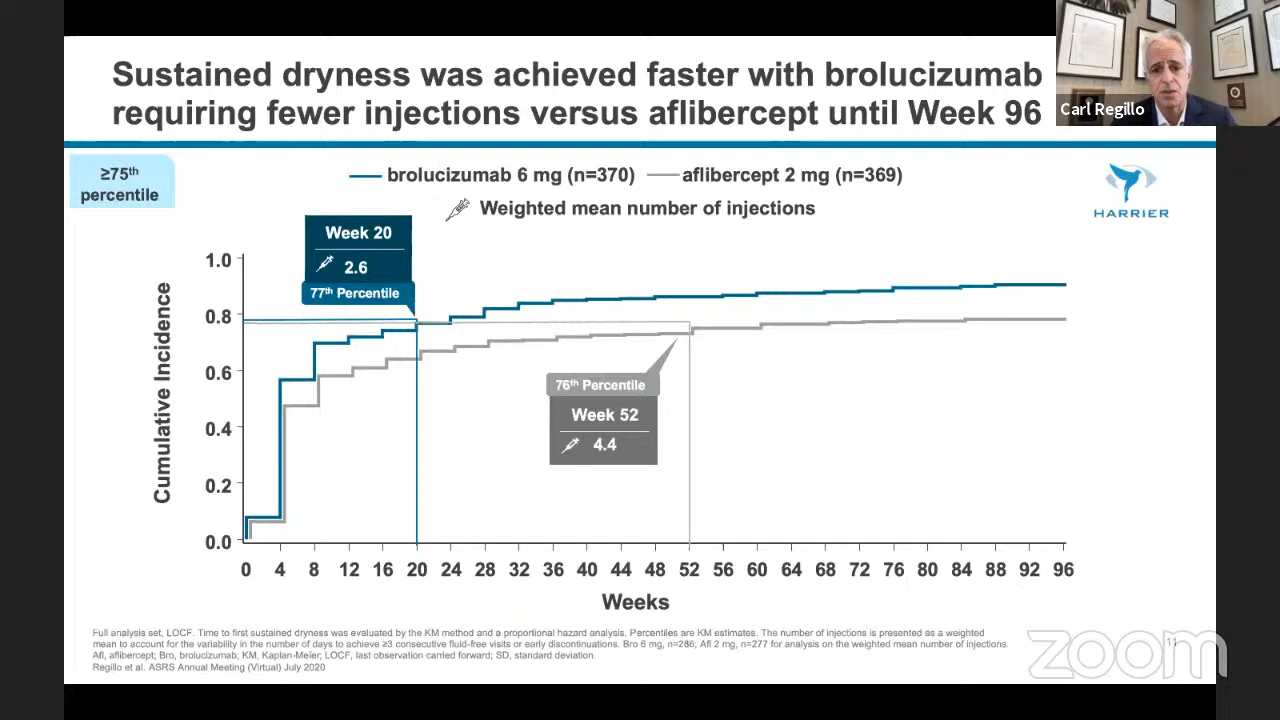 Sustained dryness was achieved faster with brolucizumab
requiring fewer injections versus aflibercept until Week 96
Carl Regillo
≥75th
percentile
brolucizumab 6 mg (n=370)
aflibercept 2 mg (n=369)
Weighted mean number of injections
HARRIER
Week 20
2.6
77th Percentile
76th Percentile
Week 52
4.4
Cumulative Incidence
1.0
0.8
0.6
0.4
0.2
0.0
0 4 8 12 16 20 24 28 32 36 40 44 48 52 56 60 64 68 72 76 80 84 88 92 96
Weeks
Full analysis set, LOCF. Time to first sustained dryness was evaluated by the KM method and a proportional hazard analysis. Percentiles are KM estimates. The number of injections is presented as a weighted
mean to account for the variability in the number of days to achieve ≥3 consecutive fluid-free visits or early discontinuations. Bro 6 mg, n=286; Afl 2 mg, n=277 for analysis on the weighted mean number of injections.
Afl, aflibercept; Bro, brolucizumab; KM, Kaplan-Meier; LOCF, last observation carried forward; SD, standard deviation.
Regillo et al. ASRS Annual Meeting (Virtual) July 2020
11
zoom